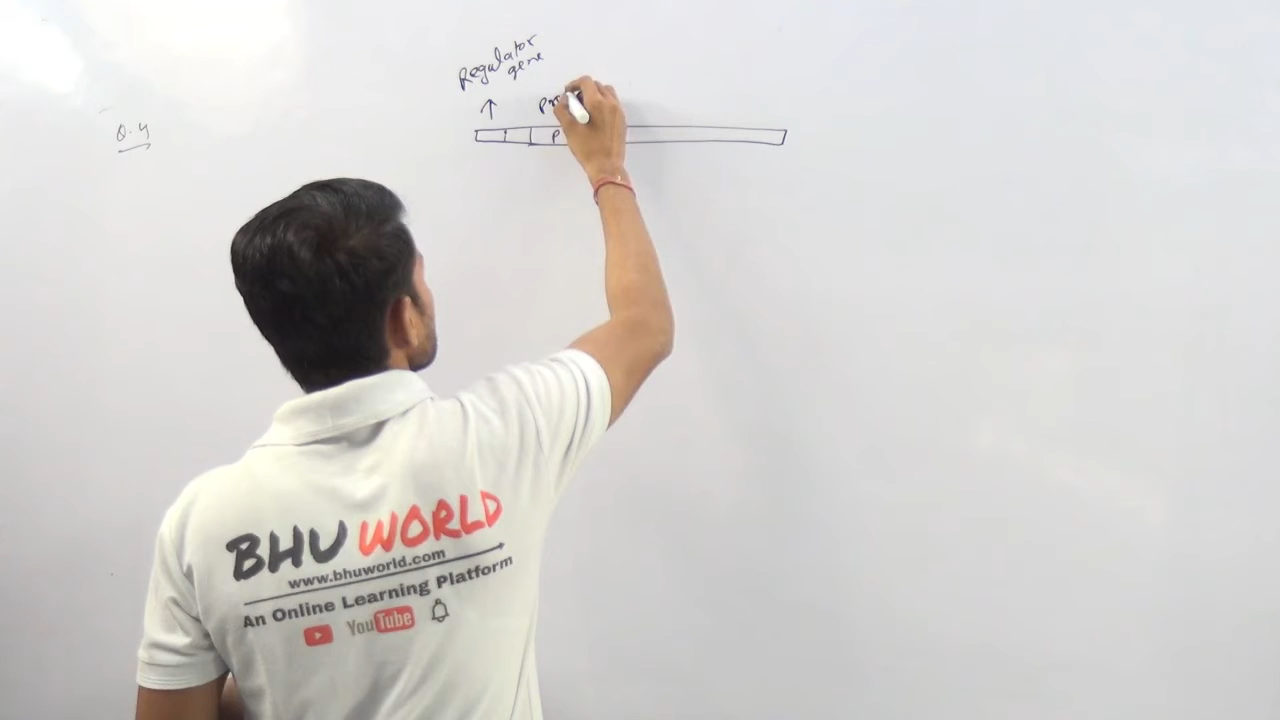 Regulator
gene
Q.4
P
BHU WORLD
www.bhuworld.com
An Online Learning Platform
YouTube